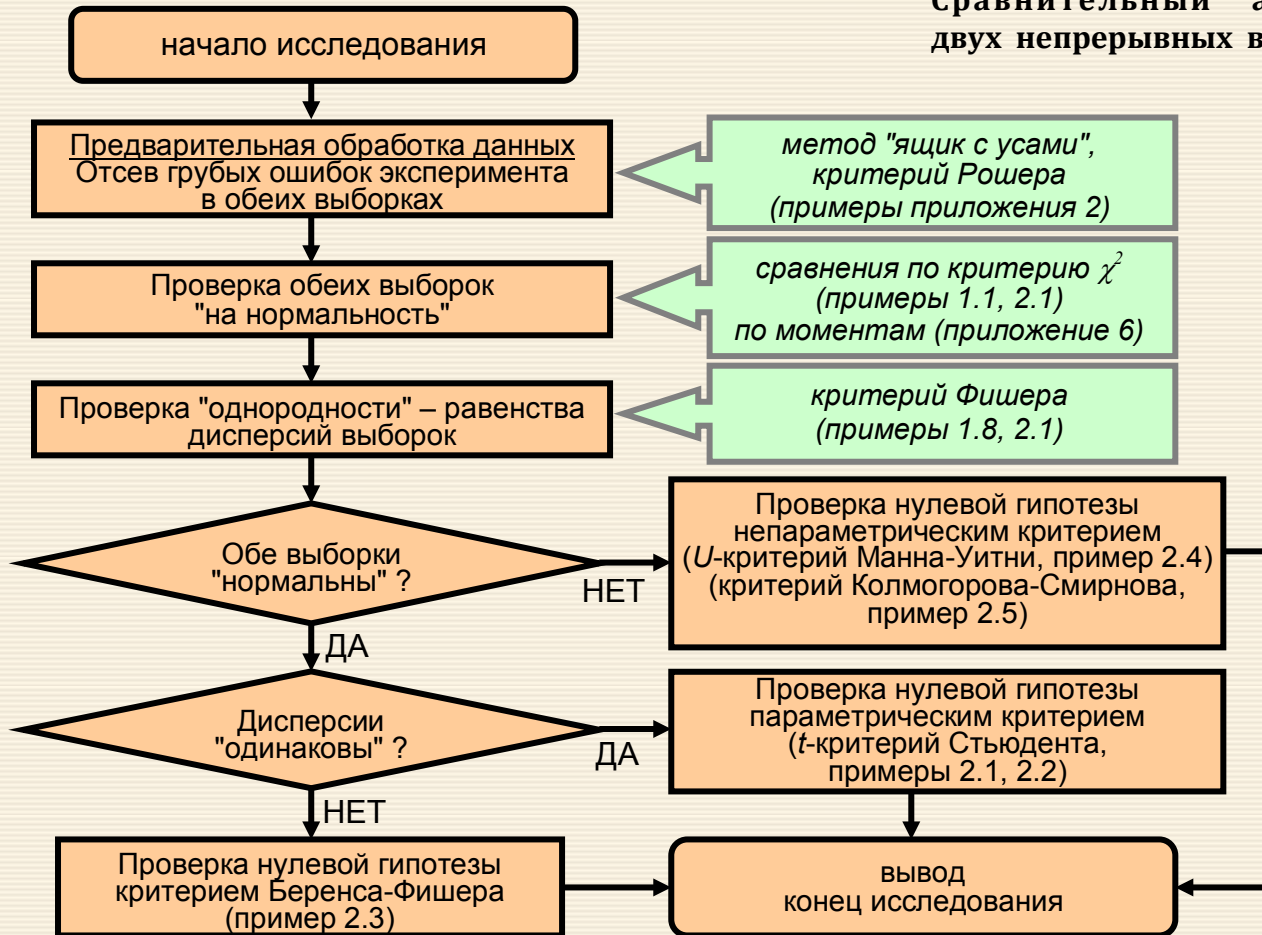 Сравнительный а
двух непрерывных в
начало исследования
Предварительная обработка данных
Отсев грубых ошибок эксперимента
в обеих выборках
метод "ящик с усами",
критерий Рошера
(примеры приложения 2)
Проверка обеих выборок
"на нормальность"
сравнения по критерию χ²
(примеры 1.1, 2.1)
по моментам (приложение 6)
Проверка "однородности" – равенства
дисперсий выборок
критерий Фишера
(примеры 1.8, 2.1)
Обе выборки
"нормальны" ?
НЕТ
Проверка нулевой гипотезы
непараметрическим критерием
(U-критерий Манна-Уитни, пример 2.4)
(критерий Колмогорова-Смирнова,
пример 2.5)
ДА
Дисперсии
"одинаковы" ?
ДА
Проверка нулевой гипотезы
параметрическим критерием
(t-критерий Стьюдента,
примеры 2.1, 2.2)
НЕТ
Проверка нулевой гипотезы
критерием Беренса-Фишера
(пример 2.3)
вывод
конец исследования